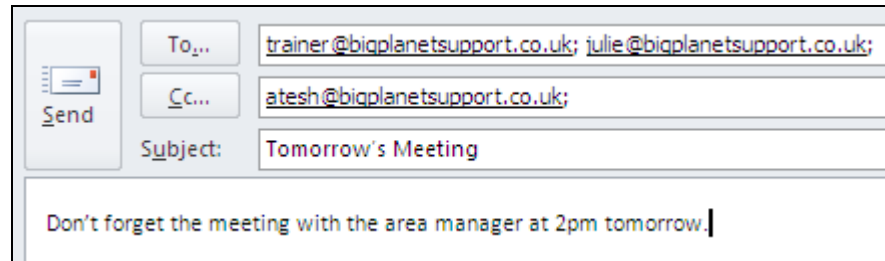 To... trainer@bigplanetsupport.co.uk; julie@bigplanetsupport.co.uk;
Cc... atesh@bigplanetsupport.co.uk;
Send
Subject: Tomorrow's Meeting
Don't forget the meeting with the area manager at 2pm tomorrow.